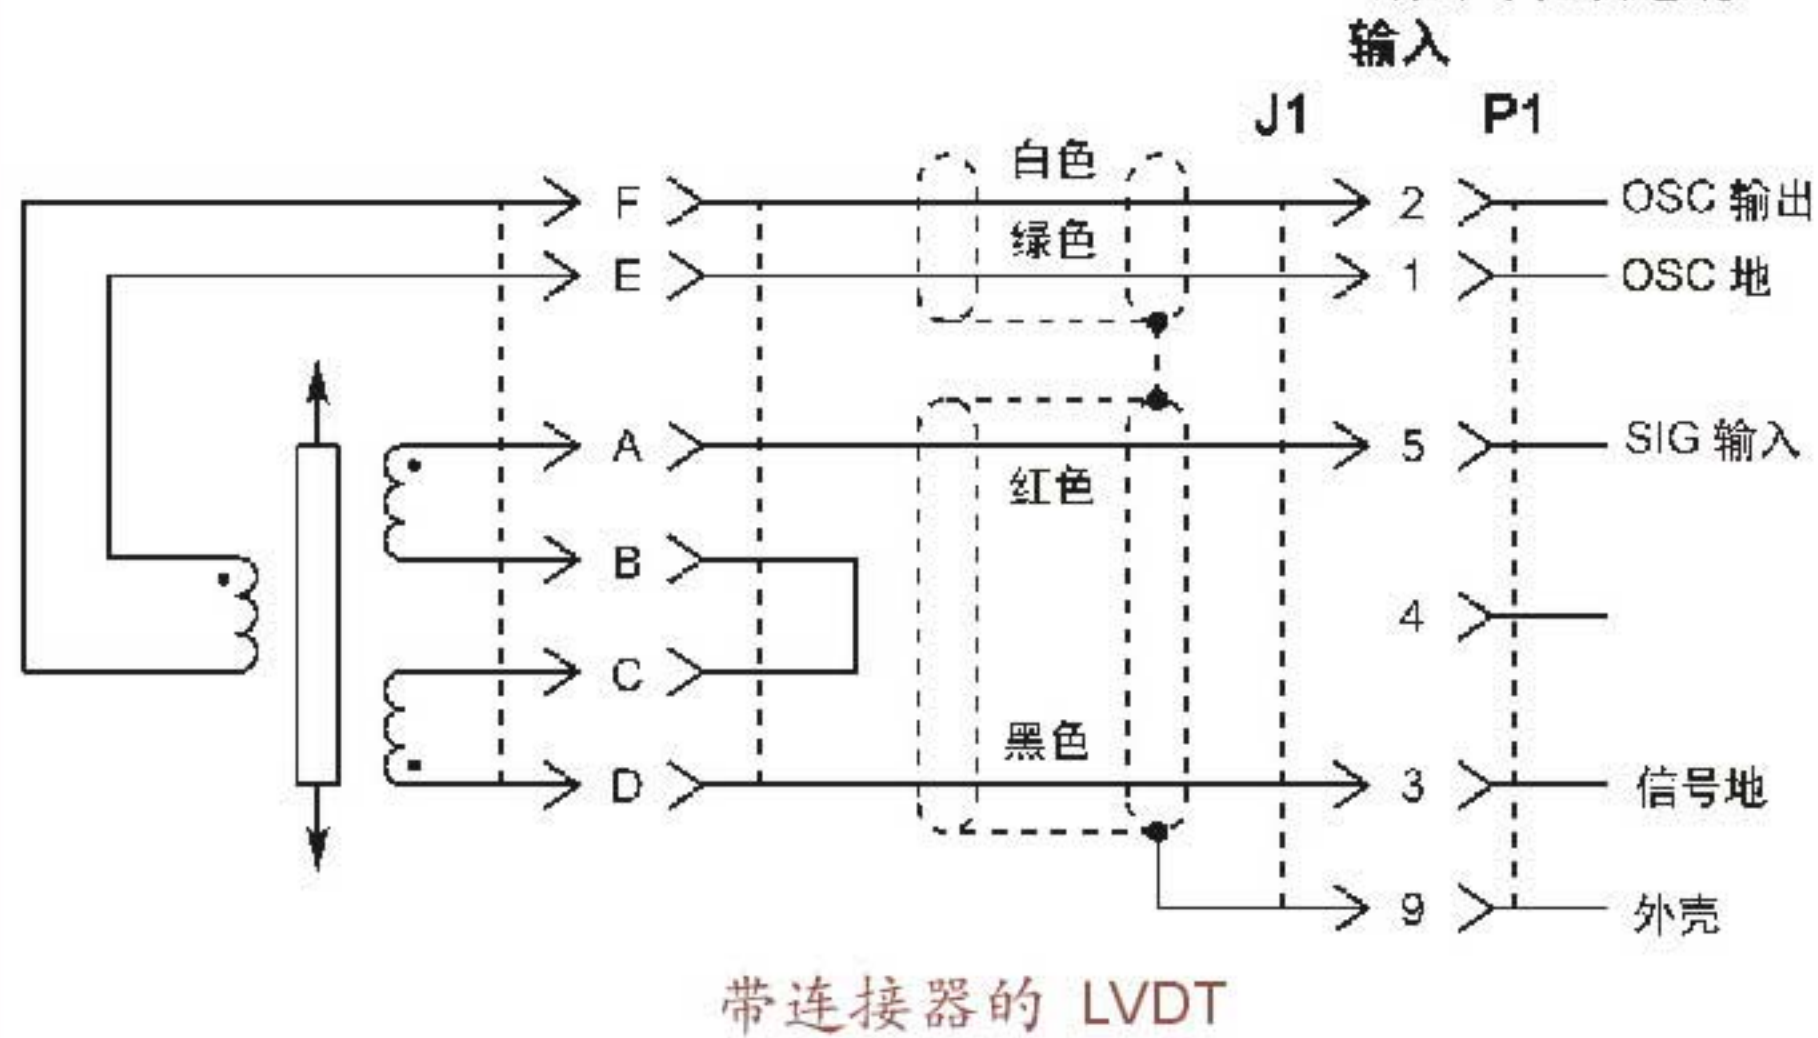 输入
J1 P1
白色
F 2 OSC 输出
绿色
E 1 OSC 地
A 5 SIG 输入
红色
B
4
C
黑色
D 3 信号地
9 外壳
带连接器的 LVDT